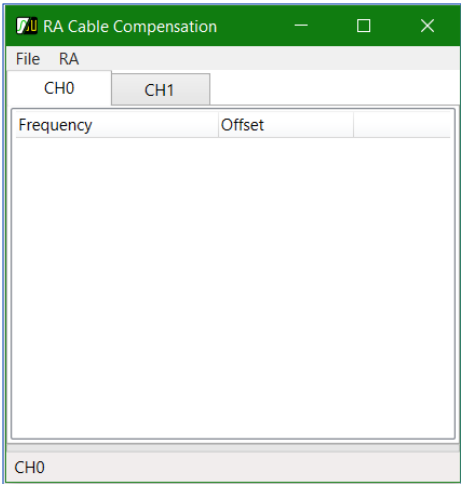 RA Cable Compensation
File RA
CH0 CH1
Frequency Offset
CH0